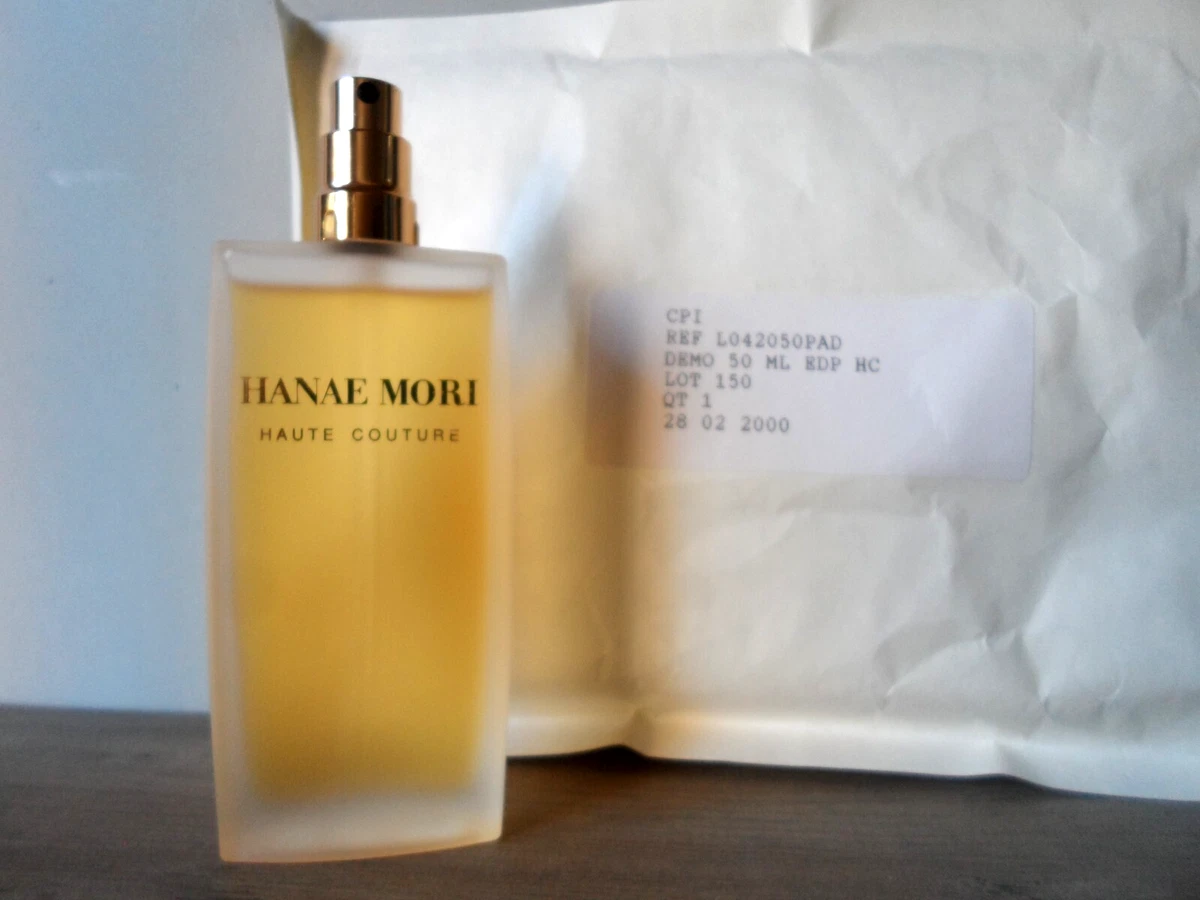 HANAE MORI
HAUTE COUTURE
CPI
REF L042050PAD
DEMO 50 ML EDP HC
LOT 150
QT 1
28 02 2000